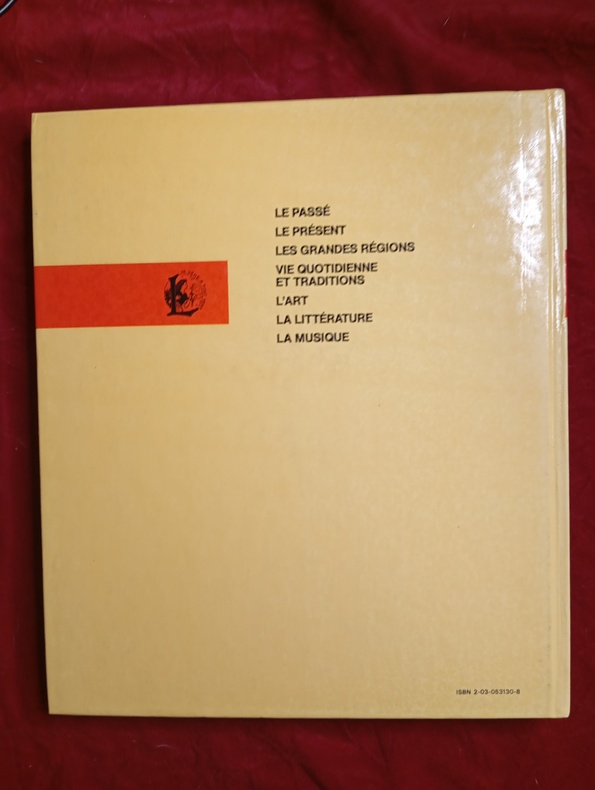 LE PASSÉ
LE PRÉSENT
LES GRANDES RÉGIONS
VIE QUOTIDIENNE
ET TRADITIONS
L'ART
LA LITTÉRATURE
LA MUSIQUE
ISBN 2-03-053130-8